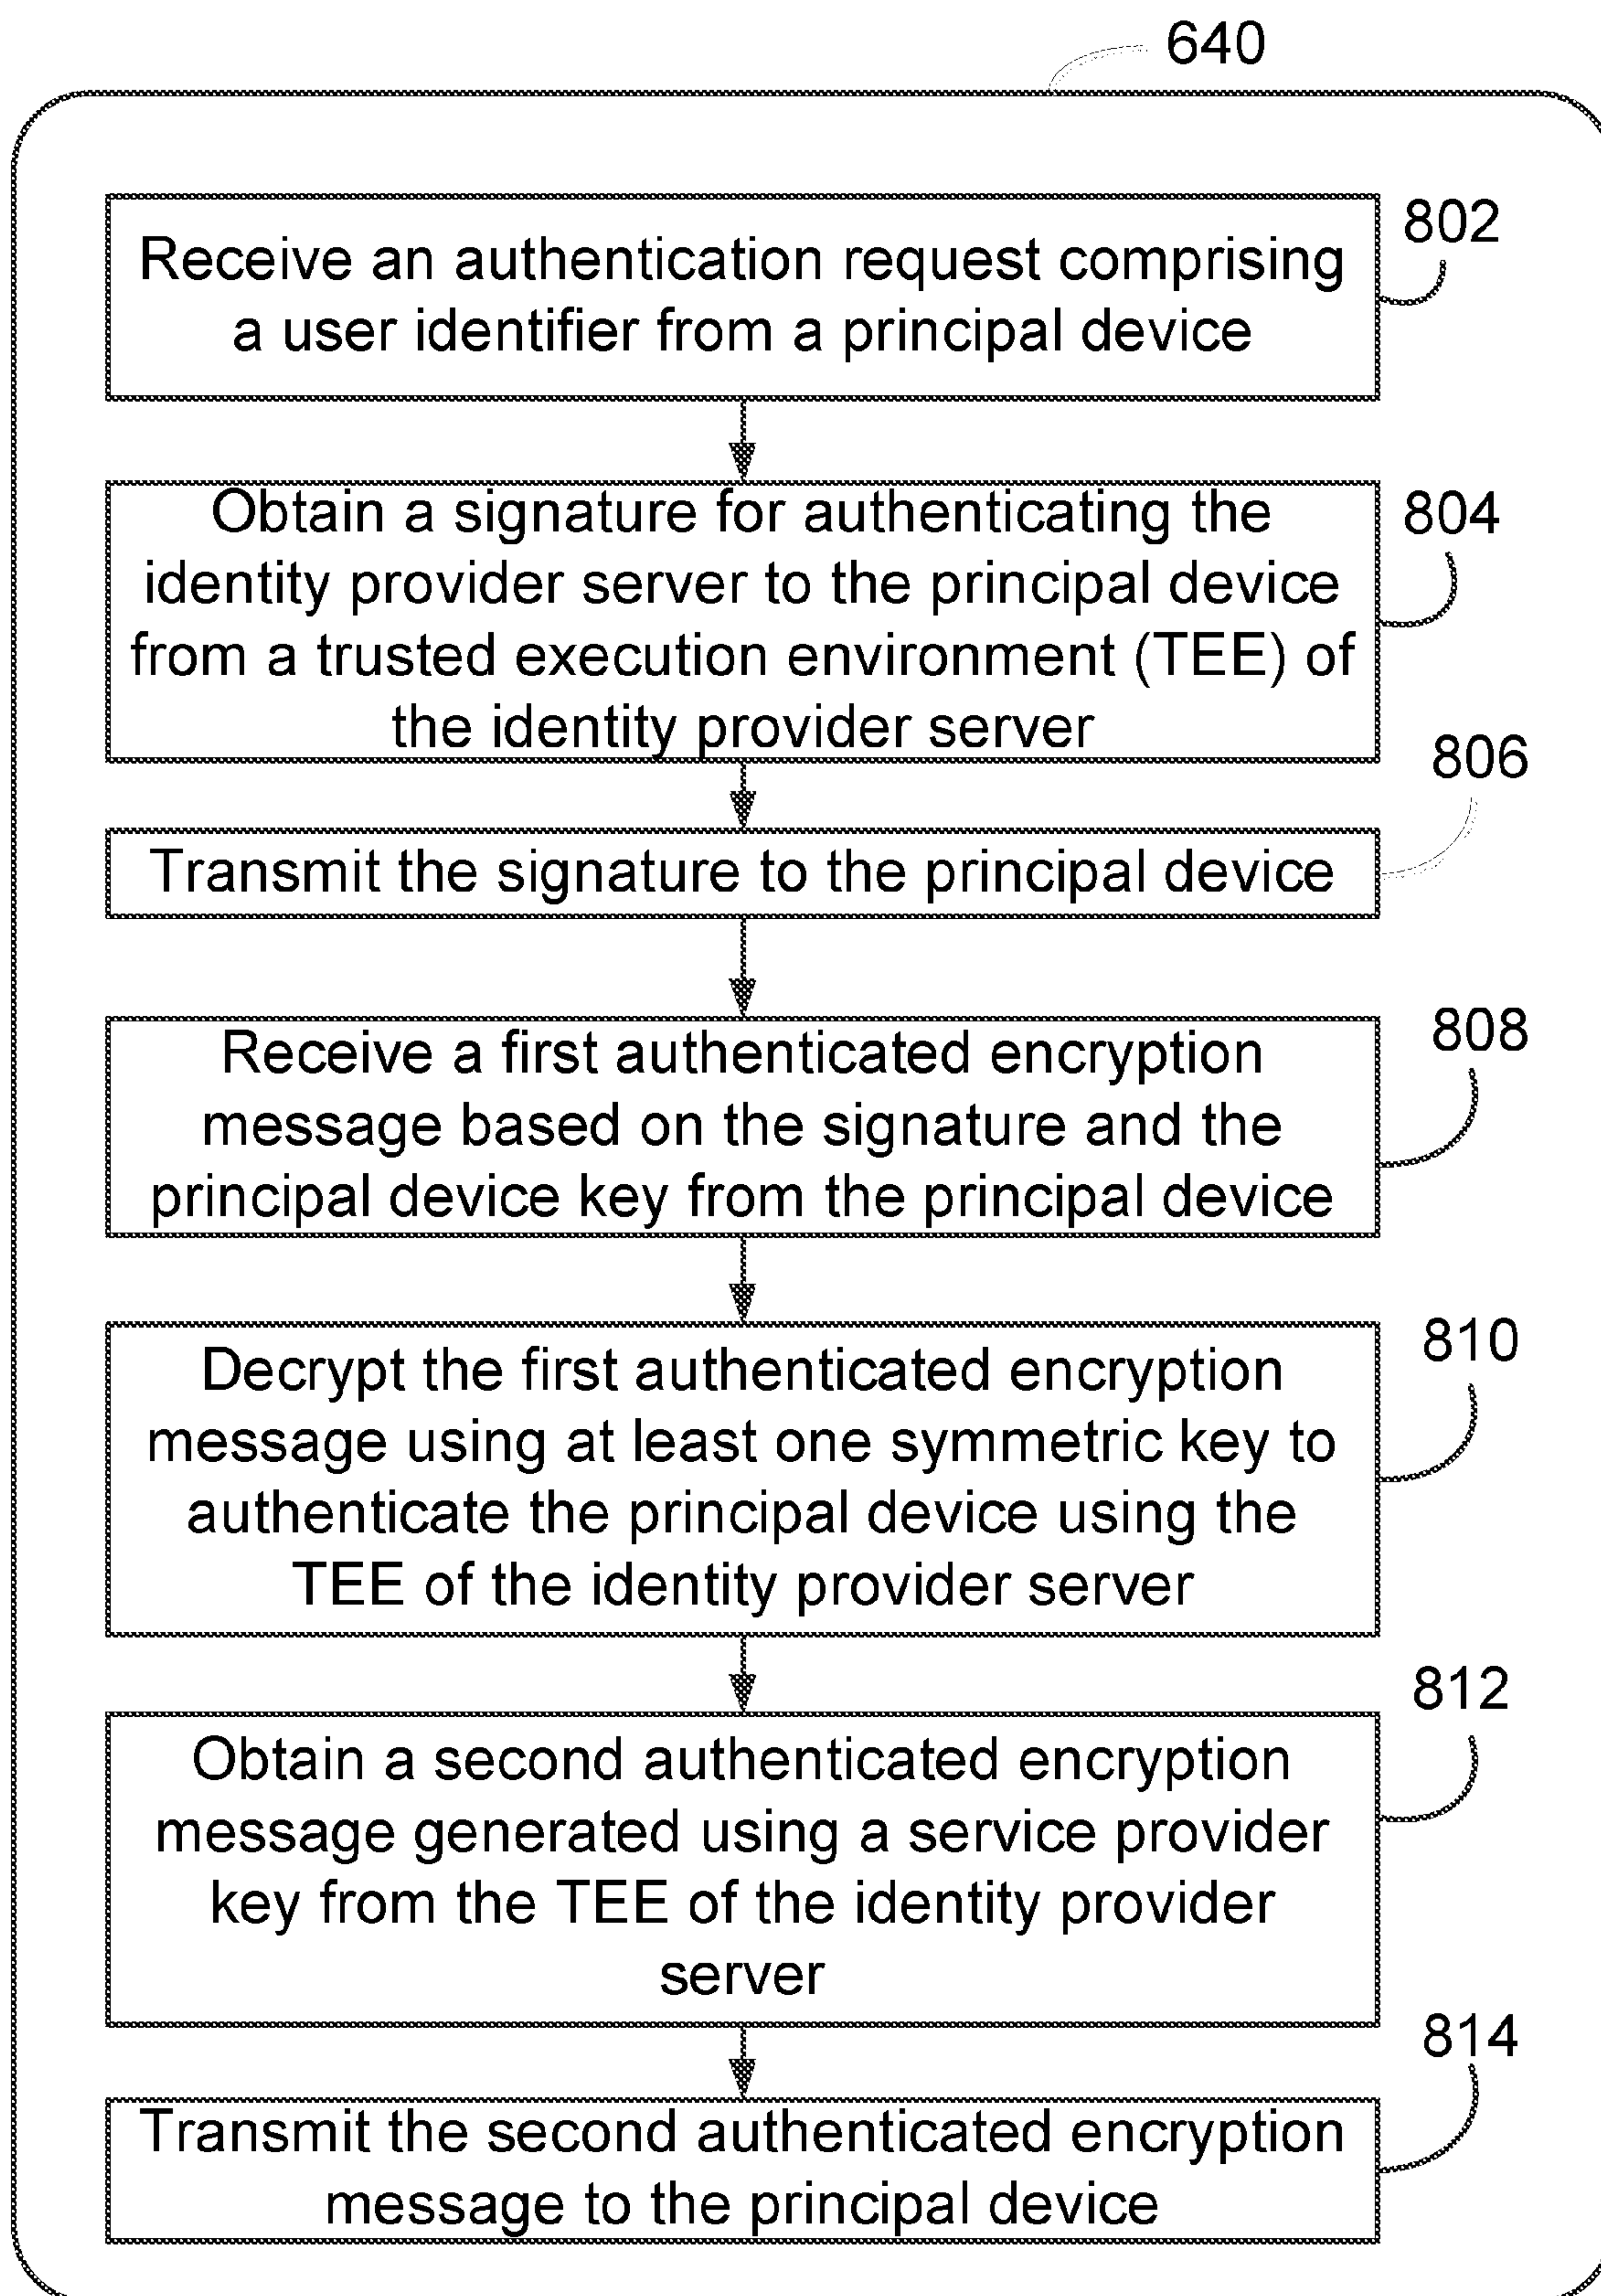 640
802
Receive an authentication request comprising
a user identifier from a principal device
804
Obtain a signature for authenticating the
identity provider server to the principal device
from a trusted execution environment (TEE) of
the identity provider server
806
Transmit the signature to the principal device
808
Receive a first authenticated encryption
message based on the signature and the
principal device key from the principal device
810
Decrypt the first authenticated encryption
message using at least one symmetric key to
authenticate the principal device using the
TEE of the identity provider server
812
Obtain a second authenticated encryption
message generated using a service provider
key from the TEE of the identity provider
server
814
Transmit the second authenticated encryption
message to the principal device